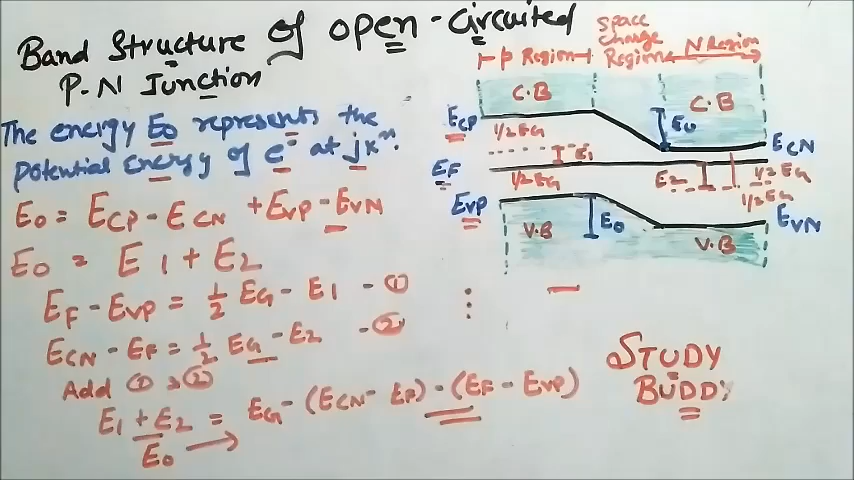 Band Structure of open-circuited
P-N Junction
The energy E0 represents the
potential energy of e⁻ at jxⁿ.
E0 = ECP - ECN + EVP - EVN
E0 = E1 + E2
EF - EVP = 1/2 EG - E1 - ①
ECN - EF = 1/2 EG - E2 - ②
Add ① & ②
E1 + E2 = EG - (ECN - EF) - (EF - EVP)
E0
P Region
space
charge
Region
N Region
C.B
C.B
ECP
1/2 EG
E0
ECN
E1
EF
1/2 EG
E2
1/2 EG
1/2 EG
EVP
E0
EVN
V.B
V.B
STUDY
BUDDY